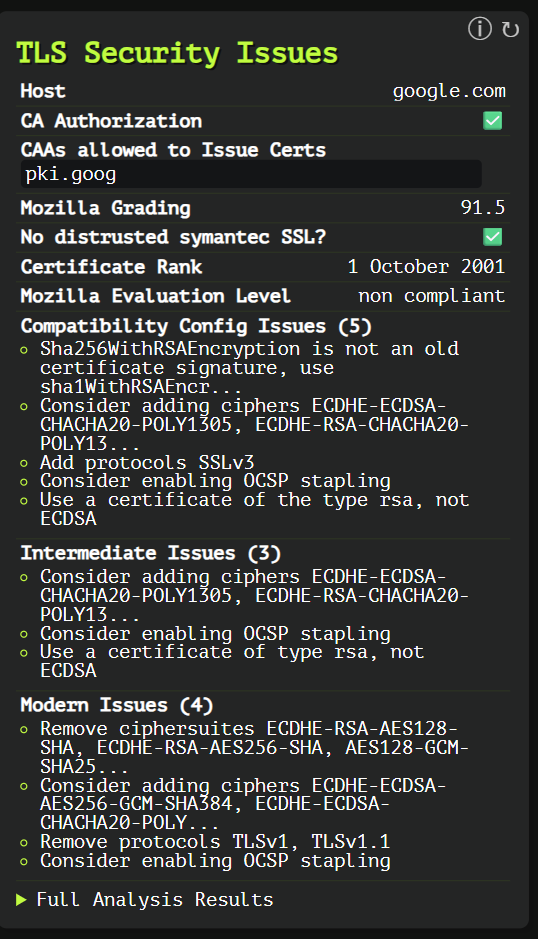 TLS Security Issues
Host google.com
CA Authorization ✅
CAAs allowed to Issue Certs
pki.goog
Mozilla Grading 91.5
No distrusted symantec SSL? ✅
Certificate Rank 1 October 2001
Mozilla Evaluation Level non compliant
Compatibility Config Issues (5)
Sha256WithRSAEncryption is not an old
certificate signature, use
sha1WithRSAEncr...
Consider adding ciphers ECDHE-ECDSA-
CHACHA20-POLY1305, ECDHE-RSA-CHACHA20-
POLY13...
Add protocols SSLv3
Consider enabling OCSP stapling
Use a certificate of the type rsa, not
ECDSA
Intermediate Issues (3)
Consider adding ciphers ECDHE-ECDSA-
CHACHA20-POLY1305, ECDHE-RSA-CHACHA20-
POLY13...
Consider enabling OCSP stapling
Use a certificate of type rsa, not
ECDSA
Modern Issues (4)
Remove ciphersuites ECDHE-RSA-AES128-
SHA, ECDHE-RSA-AES256-SHA, AES128-GCM-
SHA25...
Consider adding ciphers ECDHE-ECDSA-
AES256-GCM-SHA384, ECDHE-ECDSA-
CHACHA20-POLY...
Remove protocols TLSv1, TLSv1.1
Consider enabling OCSP stapling
Full Analysis Results